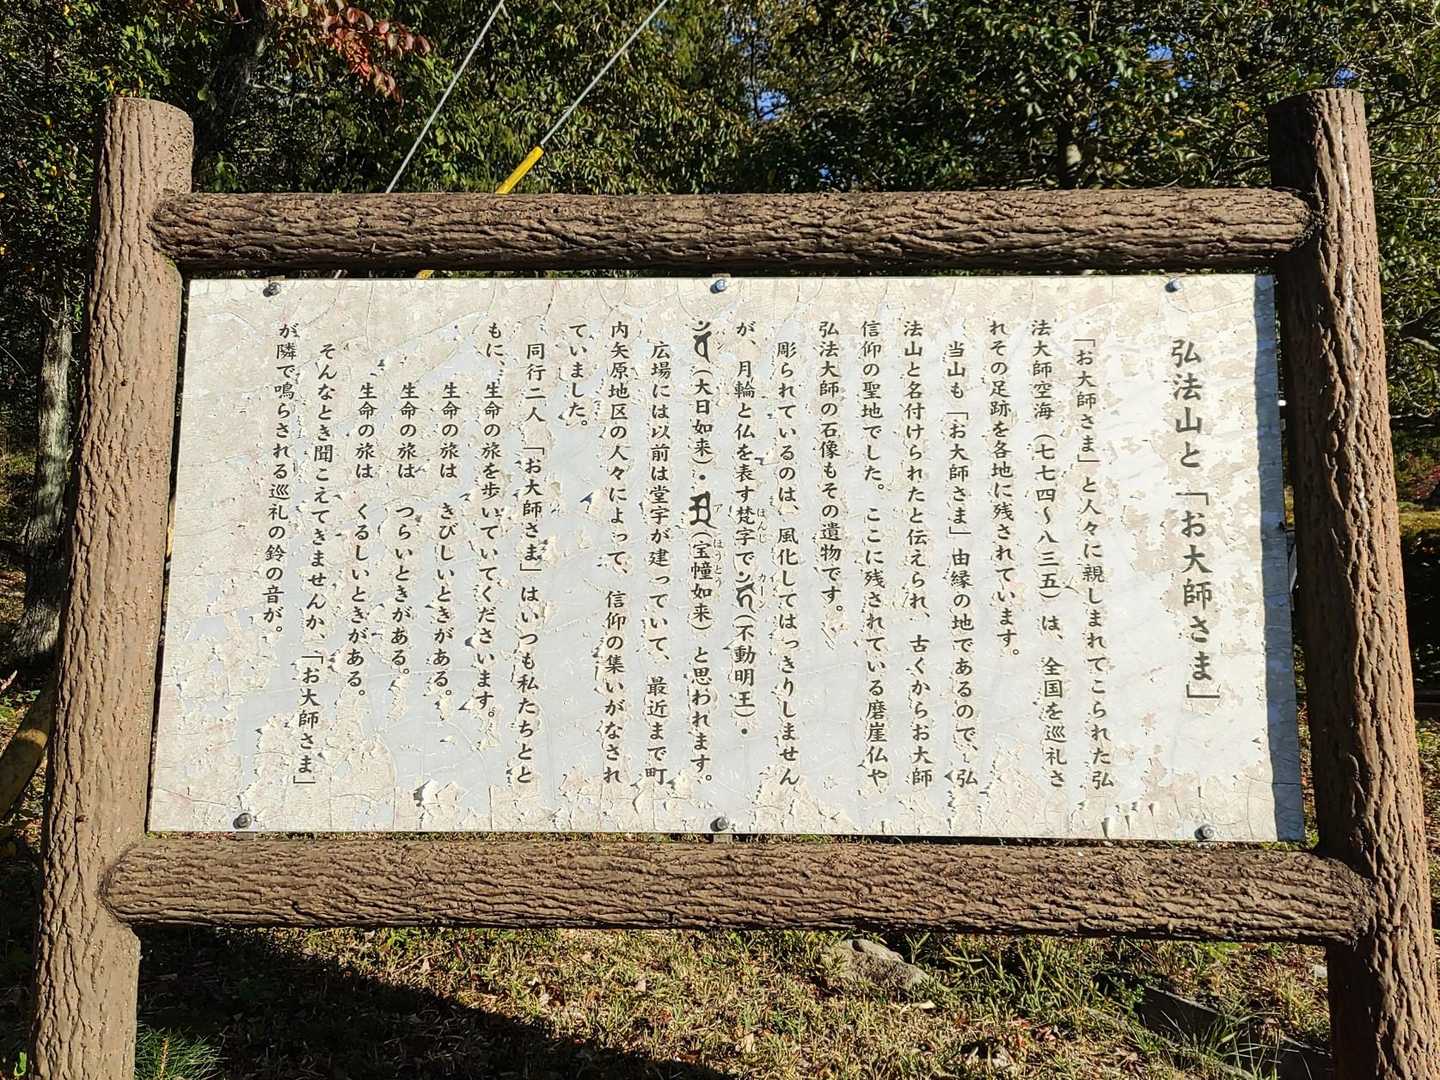 弘法山と「お大師さま」
「お大師さま」と人々に親しまれてこられた弘
法大師空海（七七四～八三五）は、全国を巡礼さ
れその足跡を各地に残されています。
当山も「お大師さま」由縁の地であるので、弘
法山と名付けられたと伝えられ、古くからお大師
信仰の聖地でした。ここに残されている磨崖仏や
弘法大師の石像もその遺物です。
彫られているのは、風化してはっきりしません
が、月輪と仏を表す梵字で（不動明王）・
（大日如来）・（宝幢如来）と思われます。
広場には以前は堂宇が建っていて、最近まで町
内矢原地区の人々によって、信仰の集いがなされ
ていました。
同行二人「お大師さま」はいつも私たちとと
もに、生命の旅を歩いていてくださいます。
生命の旅は きびしいときがある。
生命の旅は つらいときがある。
生命の旅は くるしいときがある。
そんなとき聞こえてきませんか、「お大師さま」
が隣で鳴らされる巡礼の鈴の音が。